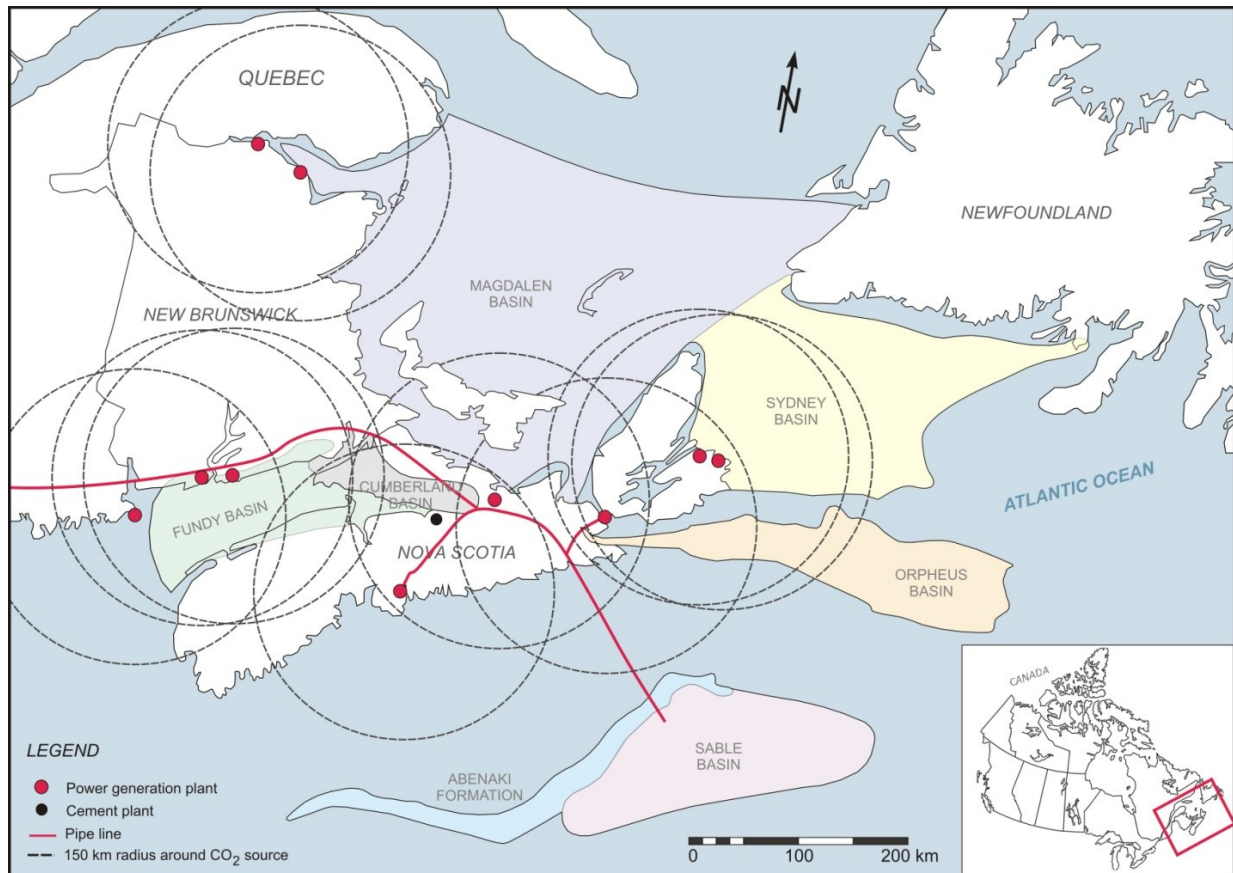 QUEBEC
N
NEWFOUNDLAND
MAGDALEN
BASIN
NEW BRUNSWICK
SYDNEY
BASIN
ATLANTIC OCEAN
CUMBERLAND
BASIN
FUNDY BASIN
NOVA SCOTIA
ORPHEUS
BASIN
CANADA
LEGEND
Power generation plant
Cement plant
Pipe line
150 km radius around CO2 source
SABLE
BASIN
ABENAKI
FORMATION
0 100 200 km